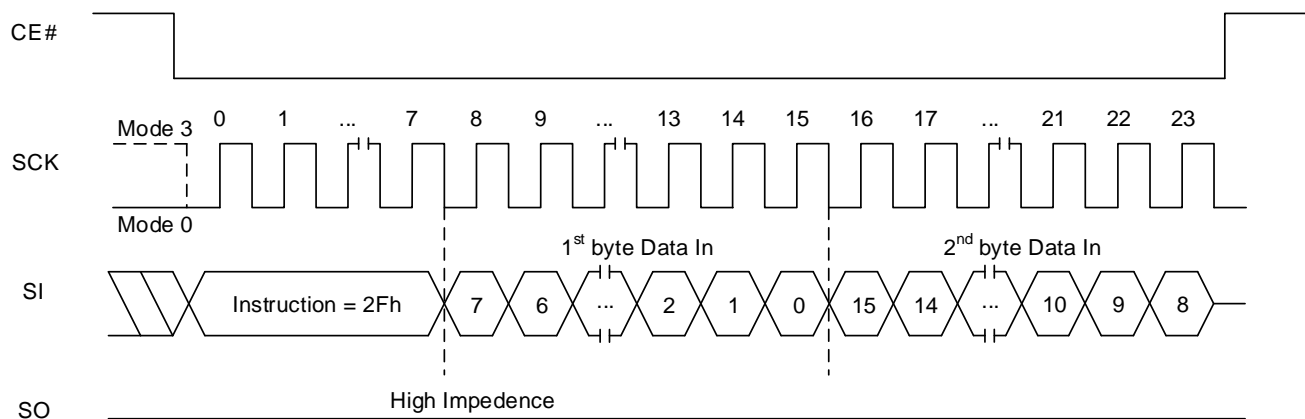 CE#
Mode 3 0 1 ... 7 8 9 ... 13 14 15 16 17 ... 21 22 23
SCK
Mode 0
1st byte Data In 2nd byte Data In
SI Instruction = 2Fh 7 6 ... 2 1 0 15 14 ... 10 9 8
High Impedence
SO